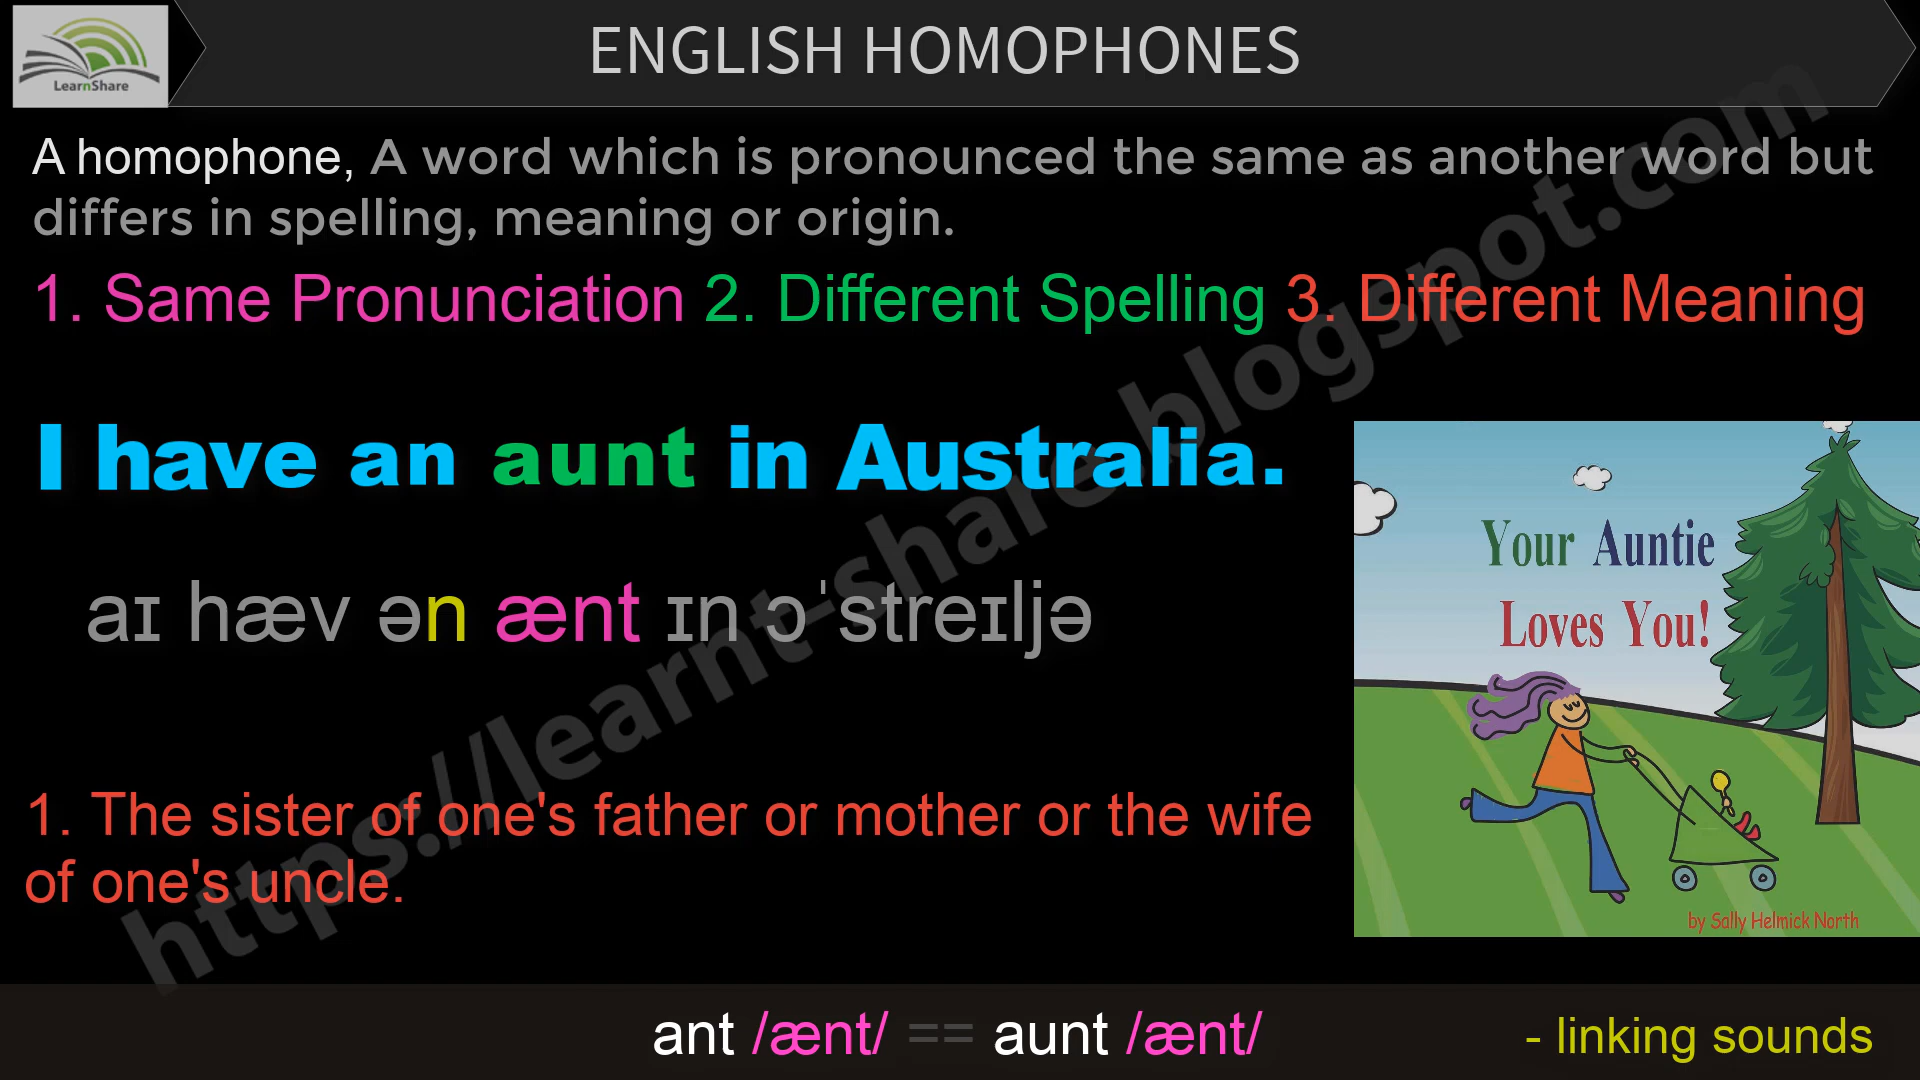 LearnShare
ENGLISH HOMOPHONES
A homophone, A word which is pronounced the same as another word but
differs in spelling, meaning or origin.
1. Same Pronunciation 2. Different Spelling 3. Different Meaning
I have an aunt in Australia.
aɪ hæv ən ænt ɪn ɔˈstreɪljə
Your Auntie
Loves You!
1. The sister of one's father or mother or the wife
of one's uncle.
by Sally Helmick North
https://learnt-share.blogspot.com
ant /ænt/ == aunt /ænt/
- linking sounds